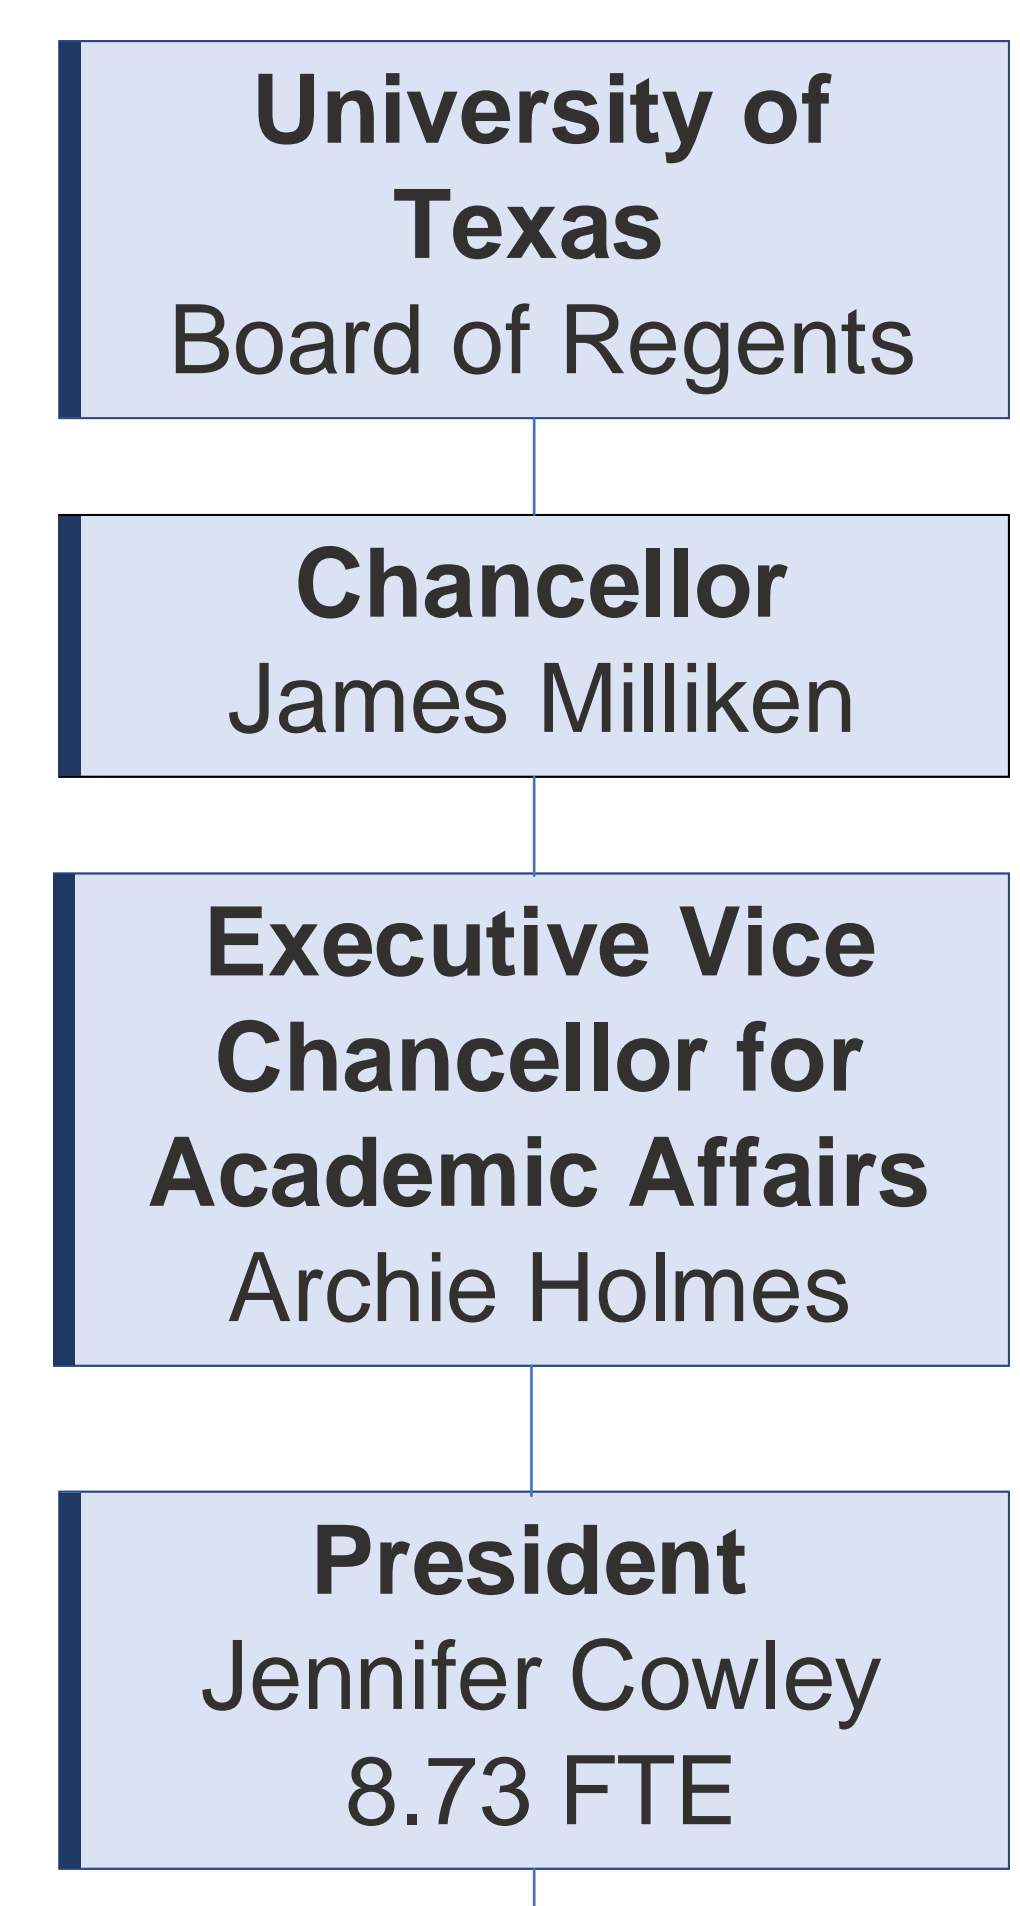 University of
Texas
Board of Regents
Chancellor
James Milliken
Executive Vice
Chancellor for
Academic Affairs
Archie Holmes
President
Jennifer Cowley
8.73 FTE